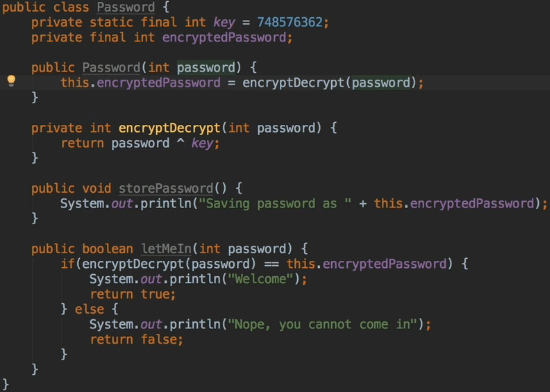 public class Password {
    private static final int key = 748576362;
    private final int encryptedPassword;

    public Password(int password) {
        this.encryptedPassword = encryptDecrypt(password);
    }

    private int encryptDecrypt(int password) {
        return password ^ key;
    }

    public void storePassword() {
        System.out.println("Saving password as " + this.encryptedPassword);
    }

    public boolean letMeIn(int password) {
        if(encryptDecrypt(password) == this.encryptedPassword) {
            System.out.println("Welcome");
            return true;
        } else {
            System.out.println("Nope, you cannot come in");
            return false;
        }
    }
}